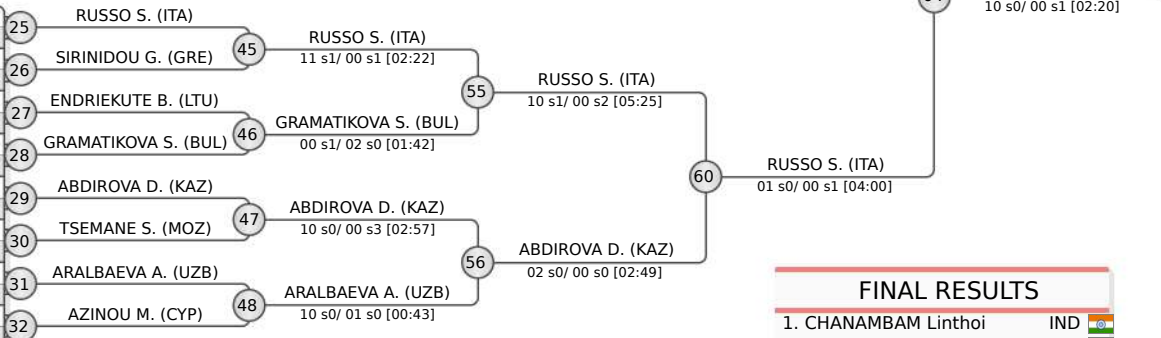 10 s0/ 00 s1 [02:20]
25
RUSSO S. (ITA)
26
SIRINIDOU G. (GRE)
45
RUSSO S. (ITA)
11 s1/ 00 s1 [02:22]
27
ENDRIEKUTE B. (LTU)
28
GRAMATIKOVA S. (BUL)
46
GRAMATIKOVA S. (BUL)
00 s1/ 02 s0 [01:42]
55
RUSSO S. (ITA)
10 s1/ 00 s2 [05:25]
29
ABDIROVA D. (KAZ)
30
TSEMANE S. (MOZ)
47
ABDIROVA D. (KAZ)
10 s0/ 00 s3 [02:57]
31
ARALBAEVA A. (UZB)
32
AZINOU M. (CYP)
48
ARALBAEVA A. (UZB)
10 s0/ 01 s0 [00:43]
56
ABDIROVA D. (KAZ)
02 s0/ 00 s0 [02:49]
60
RUSSO S. (ITA)
01 s0/ 00 s1 [04:00]
FINAL RESULTS
1. CHANAMBAM Linthoi IND